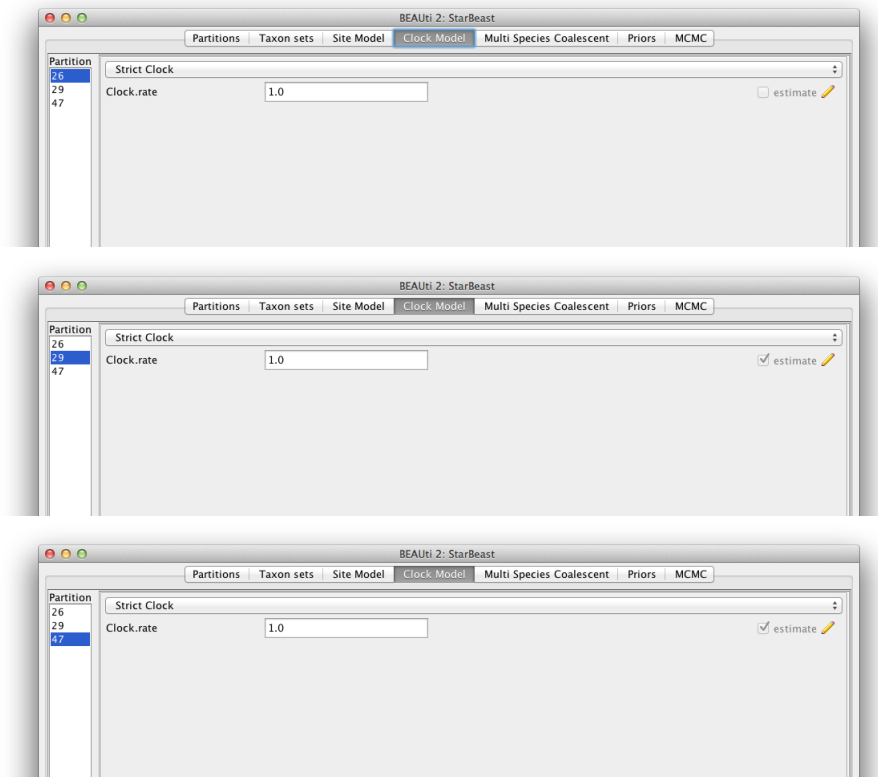 BEAUti 2: StarBeast
Partitions Taxon sets Site Model Clock Model Multi Species Coalescent Priors MCMC
Partition
26
29
47
Strict Clock
Clock.rate 1.0 estimate
BEAUti 2: StarBeast
Partitions Taxon sets Site Model Clock Model Multi Species Coalescent Priors MCMC
Partition
26
29
47
Strict Clock
Clock.rate 1.0 estimate
BEAUti 2: StarBeast
Partitions Taxon sets Site Model Clock Model Multi Species Coalescent Priors MCMC
Partition
26
29
47
Strict Clock
Clock.rate 1.0 estimate